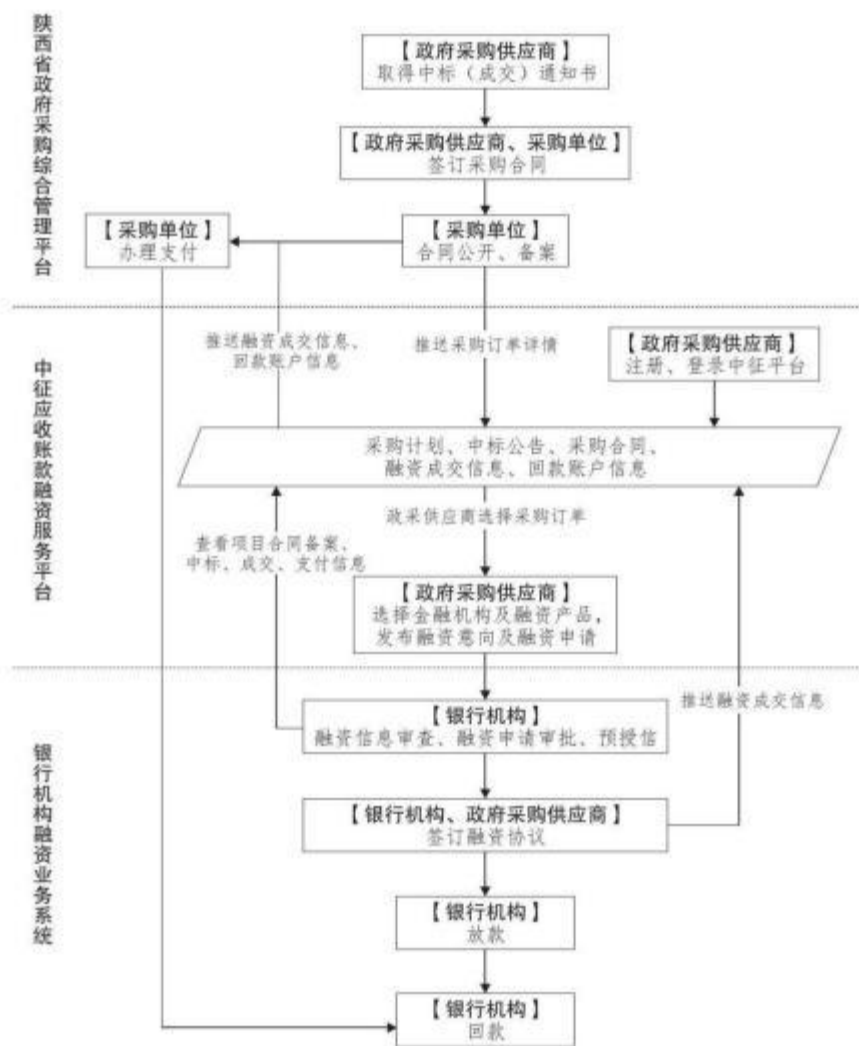 陕西省政府采购综合管理平台
【政府采购供应商】
取得中标（成交）通知书
【政府采购供应商、采购单位】
签订采购合同
【采购单位】
办理支付
【采购单位】
合同公开、备案
中征应收账款融资服务平台
推送融资成交信息、
回款账户信息
推送采购订单详情
【政府采购供应商】
注册、登录中征平台
采购计划、中标公告、采购合同、
融资成交信息、回款账户信息
政采供应商选择采购订单
查看项目合同备案、
中标、成交、支付信息
【政府采购供应商】
选择金融机构及融资产品，
发布融资意向及融资申请
银行机构融资业务系统
推送融资成交信息
【银行机构】
融资信息审查、融资申请审批、预授信
【银行机构、政府采购供应商】
签订融资协议
【银行机构】
放款
【银行机构】
回款